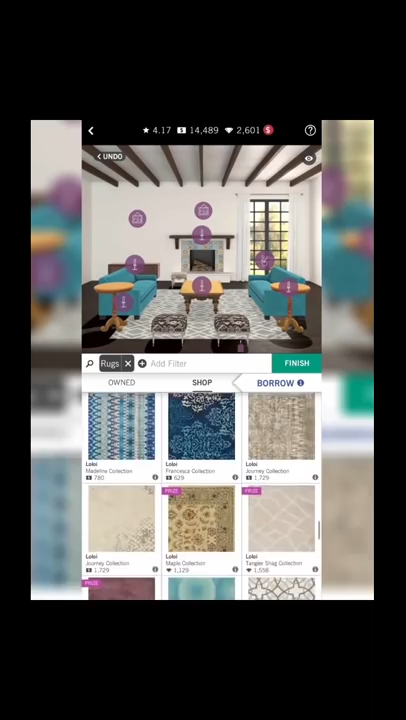 4.17 14,489 2,601
UNDO
Rugs Add Filter FINISH
OWNED SHOP BORROW
Loloi Loloi Loloi
Madeline Collection Francesca Collection Journey Collection
780 629 1,729
PRIZE PRIZE
Loloi Loloi Loloi
Journey Collection Maple Collection Tangier Shag Collection
1,729 1,129 1,558
PRIZE